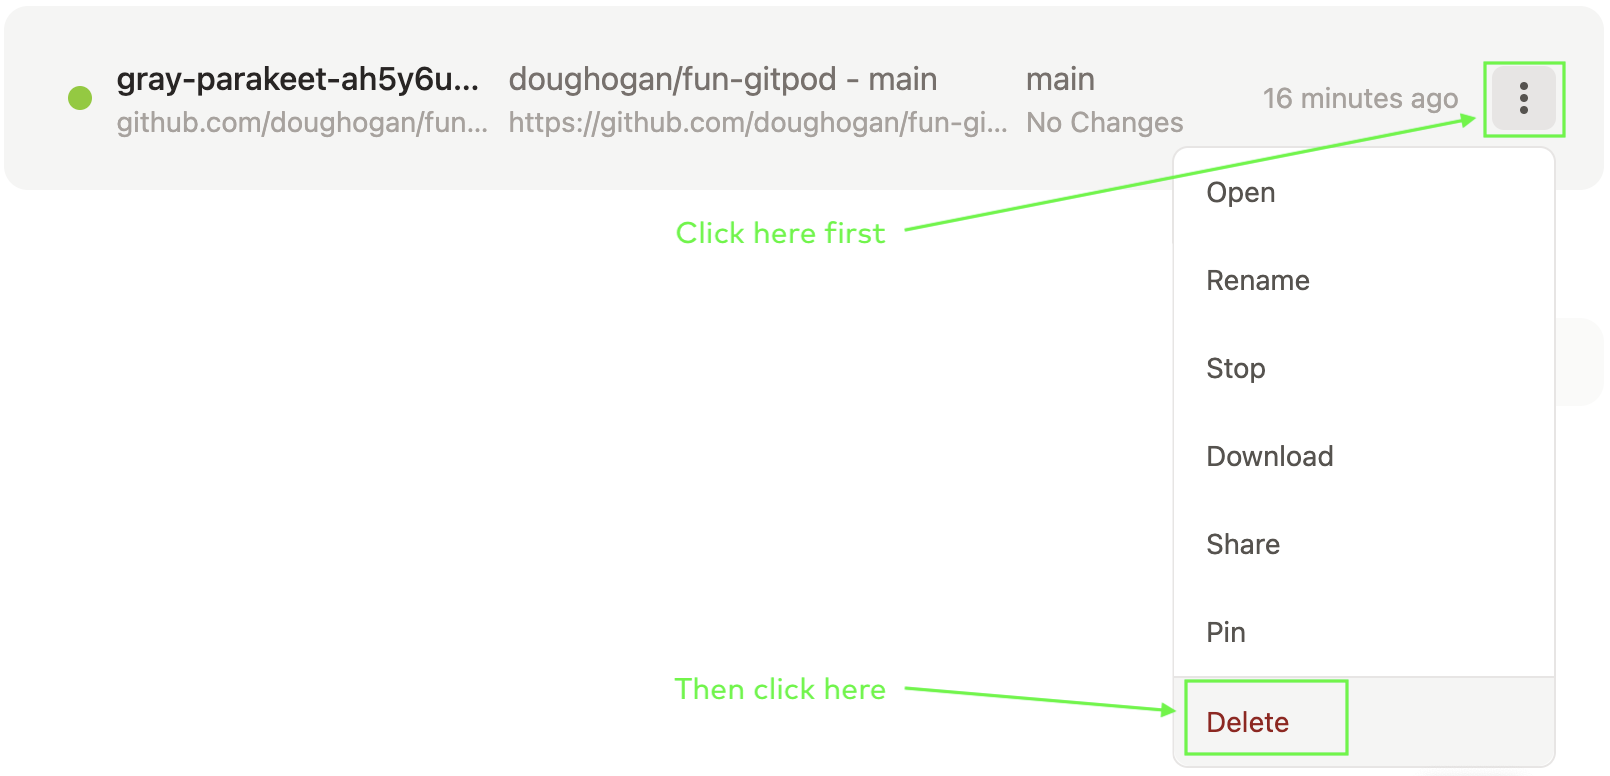 gray-parakeet-ah5y6u...
doughogan/fun-gitpod - main
main
16 minutes ago
github.com/doughogan/fun...
https://github.com/doughogan/fun-gi...
No Changes
Click here first
Open
Rename
Stop
Download
Share
Pin
Then click here
Delete